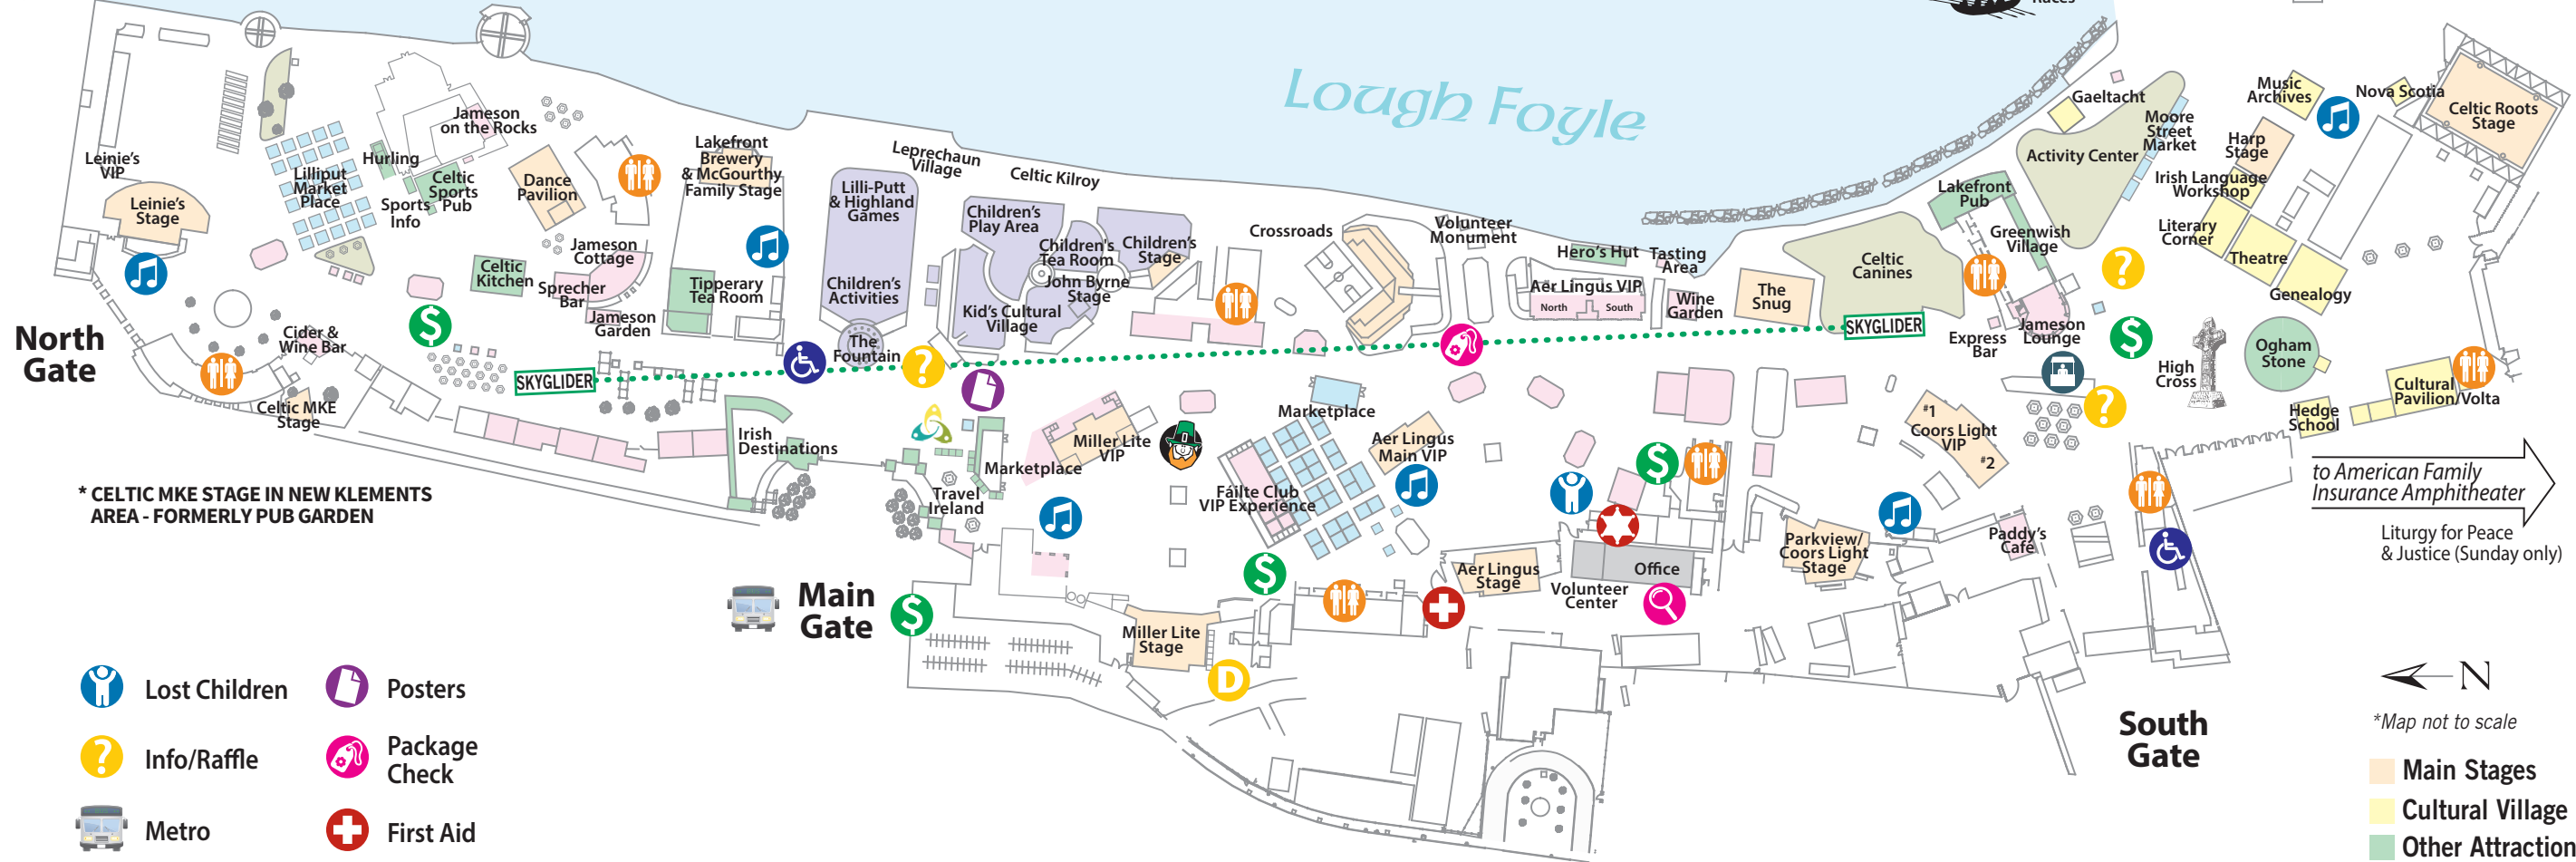 Races
Lough Foyle
Leinie's
VIP
Leinie's
Stage
Lilliput
Market
Place
Hurling
Sports
Info
Celtic
Sports
Pub
Jameson
on the Rocks
Dance
Pavilion
Celtic
Kitchen
Sprecher
Bar
Jameson
Cottage
Jameson
Garden
Lakefront
Brewery
& McGourthy
Family Stage
Tipperary
Tea Room
Lilli-Putt
& Highland
Games
Children's
Activities
The
Fountain
Leprechaun
Village
Celtic Kilroy
Children's
Play Area
Children's
Tea Room
Children's
Stage
John Byrne
Stage
Kid's Cultural
Village
Crossroads
Volunteer
Monument
Hero's Hut
Tasting
Area
Aer Lingus VIP
North
South
Wine
Garden
The
Snug
Celtic
Canines
SKYGLIDER
Lakefront
Pub
Greenwish
Village
Express
Bar
Jameson
Lounge
Activity Center
Gaeltacht
Moore
Street
Market
Music
Archives
Nova Scotia
Celtic Roots
Stage
Harp
Stage
Irish Language
Workshop
Literary
Corner
Theatre
Genealogy
High
Cross
Ogham
Stone
Cultural
Pavilion/Volta
Hedge
School
North
Gate
Cider &
Wine Bar
Celtic MKE
Stage
SKYGLIDER
Irish
Destinations
Travel
Ireland
Marketplace
Miller Lite
VIP
Marketplace
Fáilte Club
VIP Experience
Aer Lingus
Main VIP
#1
Coors Light
VIP
#2
Paddy's
Café
Parkview/
Coors Light
Stage
Aer Lingus
Stage
Office
Volunteer
Center
Miller Lite
Stage
D
Main
Gate
South
Gate
* CELTIC MKE STAGE IN NEW KLEMENTS
AREA - FORMERLY PUB GARDEN
to American Family
Insurance Amphitheater
Liturgy for Peace
& Justice (Sunday only)
Lost Children
Posters
Info/Raffle
Package
Check
Metro
First Aid
N
*Map not to scale
Main Stages
Cultural Village
Other Attraction